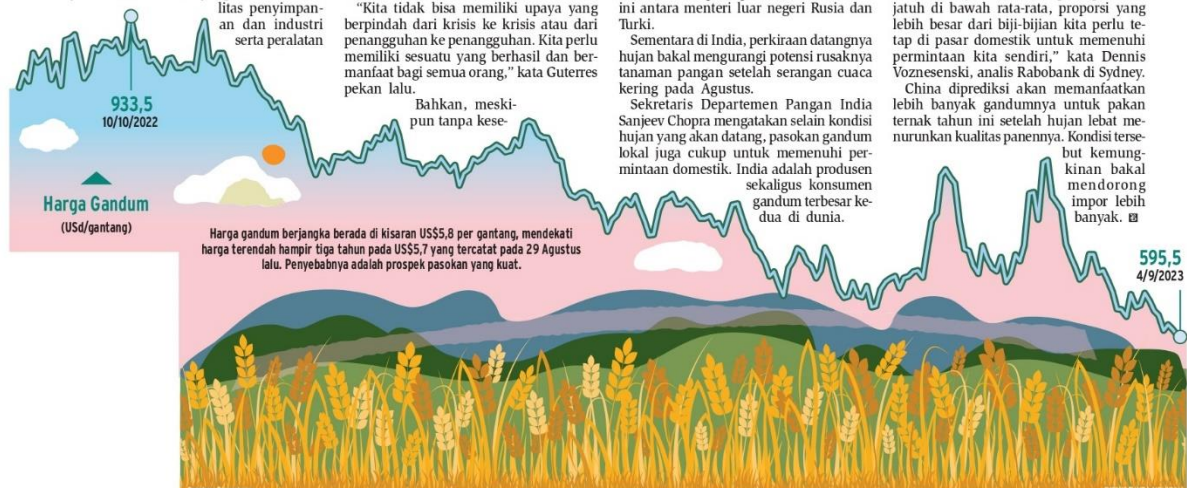 litas penyimpan-
an dan industri
serta peralatan
“Kita tidak bisa memiliki upaya yang
berpindah dari krisis ke krisis atau dari
penangguhan ke penangguhan. Kita perlu
memiliki sesuatu yang berhasil dan ber-
manfaat bagi semua orang,” kata Guterres
pekan lalu.
Bahkan, meski-
pun tanpa kese-
ini antara menteri luar negeri Rusia dan
Turki.
Sementara di India, perkiraan datangnya
hujan bakal mengurangi potensi rusaknya
tanaman pangan setelah serangan cuaca
kering pada Agustus.
Sekretaris Departemen Pangan India
Sanjeev Chopra mengatakan selain kondisi
hujan yang akan datang, pasokan gandum
lokal juga cukup untuk memenuhi per-
mintaan domestik. India adalah produsen
sekaligus konsumen
gandum terbesar ke-
dua di dunia.
jatuh di bawah rata-rata, proporsi yang
lebih besar dari biji-bijian kita perlu te-
tap di pasar domestik untuk memenuhi
permintaan kita sendiri,” kata Dennis
Voznesenski, analis Rabobank di Sydney.
China diprediksi akan memanfaatkan
lebih banyak gandumnya untuk pakan
ternak tahun ini setelah hujan lebat me-
nurunkan kualitas panennya. Kondisi terse-
but kemung-
kinan bakal
mendorong
impor lebih
banyak.
933,5
10/10/2022
Harga Gandum
(USd/gantang)
Harga gandum berjangka berada di kisaran US$5,8 per gantang, mendekati
harga terendah hampir tiga tahun pada US$5,7 yang tercatat pada 29 Agustus
lalu. Penyebabnya adalah prospek pasokan yang kuat.
595,5
4/9/2023